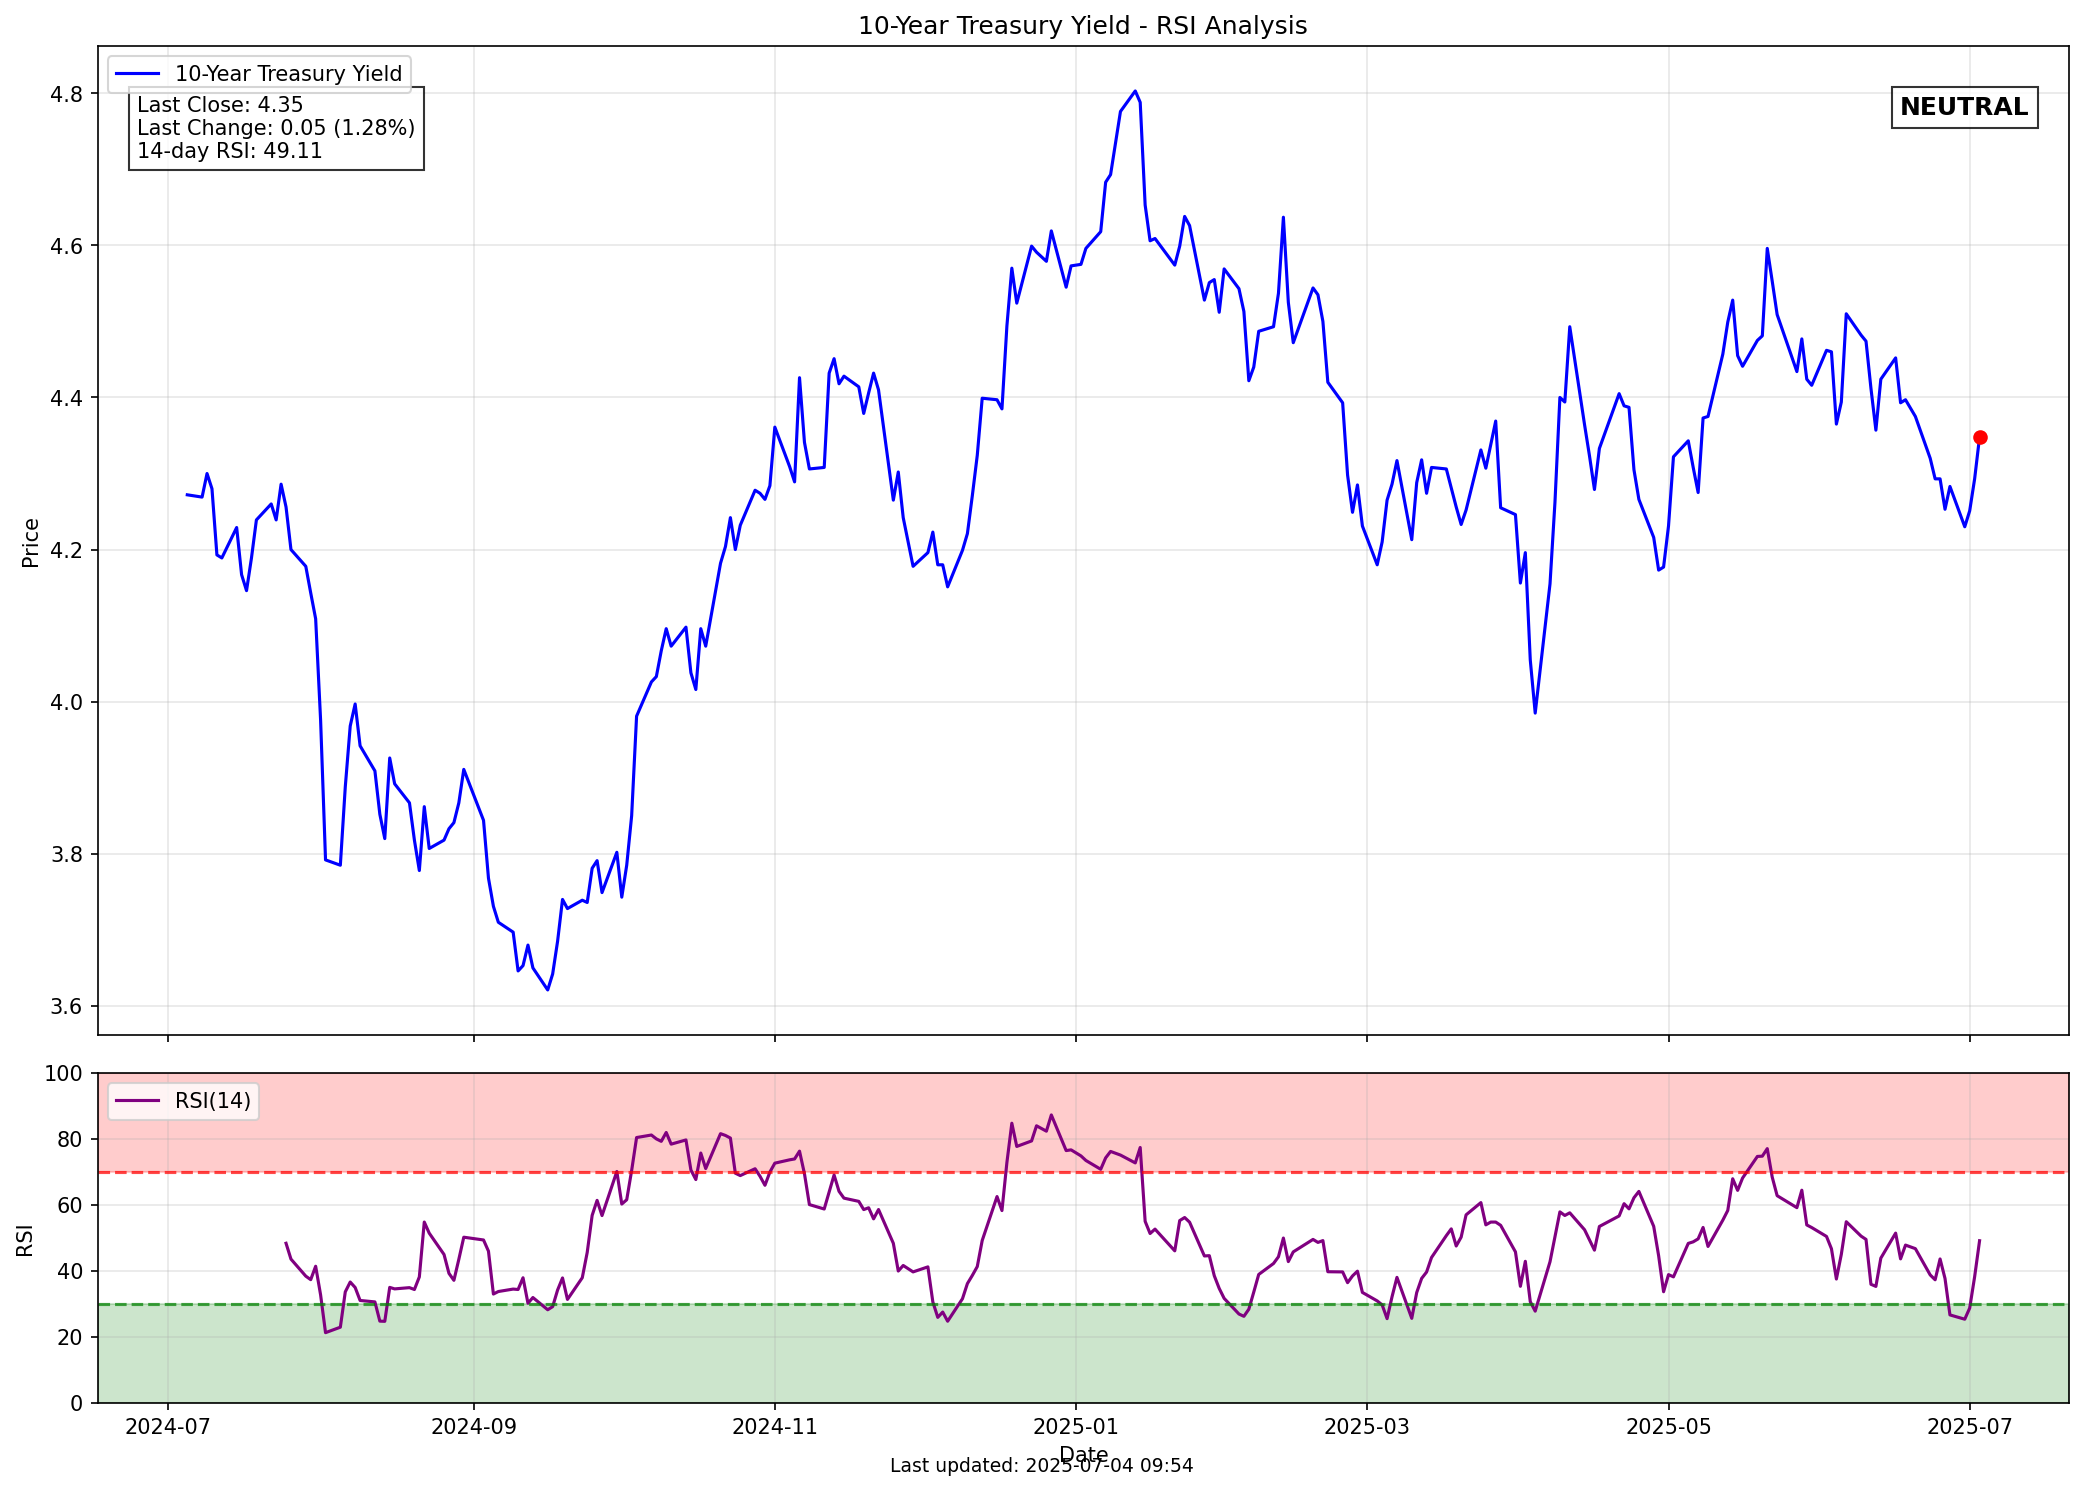 10-Year Treasury Yield - RSI Analysis
10-Year Treasury Yield
Last Close: 4.35
Last Change: 0.05 (1.28%)
14-day RSI: 49.11
NEUTRAL
Price
4.8
4.6
4.4
4.2
4.0
3.8
3.6
RSI(14)
RSI
100
80
60
40
20
0
2024-07 2024-09 2024-11 2025-01 2025-03 2025-05 2025-07
Date
Last updated: 2025-07-04 09:54